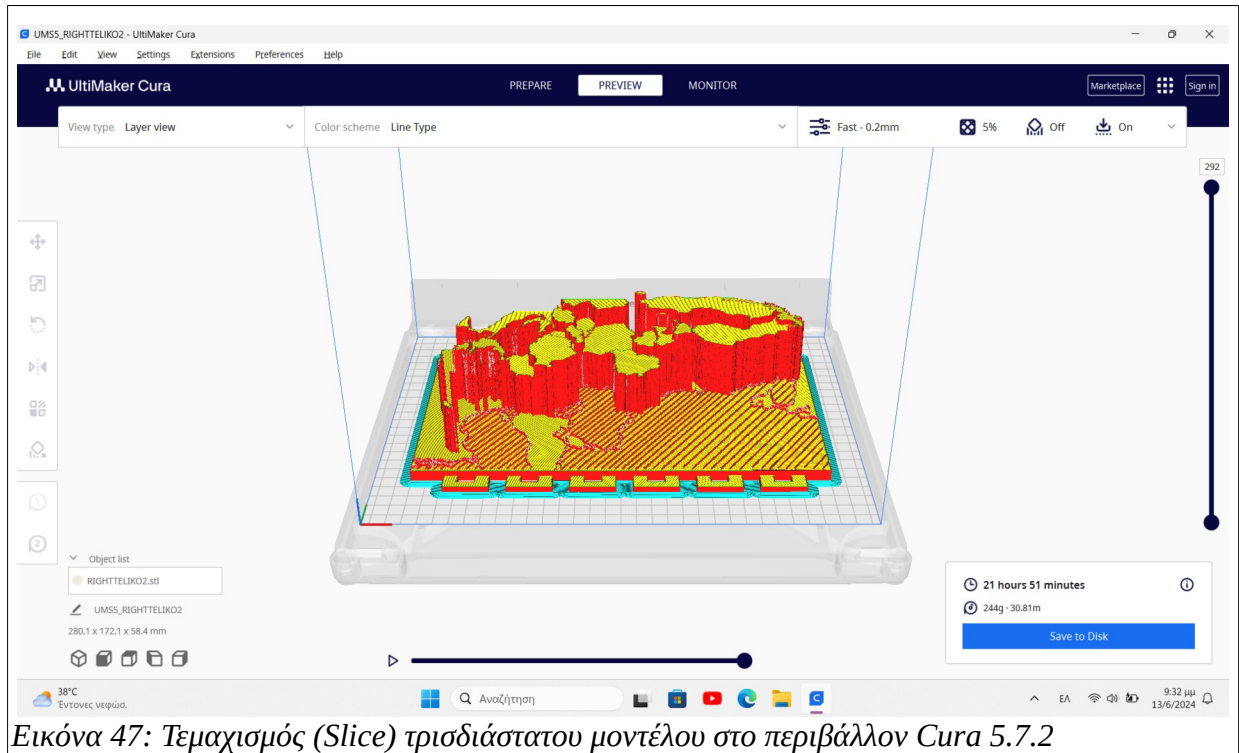 UMS5_RIGHTTELIKO2 - UltiMaker Cura
File Edit View Settings Extensions Preferences Help
UltiMaker Cura PREPARE PREVIEW MONITOR Marketplace Sign in
View type Layer view Color scheme Line Type Fast - 0.2mm 5% Off On
292
1
2
Object list
RIGHTTELIKO2.stl
UMS5_RIGHTTELIKO2
280.1 x 172.1 x 58.4 mm
21 hours 51 minutes
244g · 30.81m
Save to Disk
38°C
Έντονες νεφώσ.
Αναζήτηση
ΕΛ
9:32 μμ
13/6/2024
Εικόνα 47: Τεμαχισμός (Slice) τρισδιάστατου μοντέλου στο περιβάλλον Cura 5.7.2